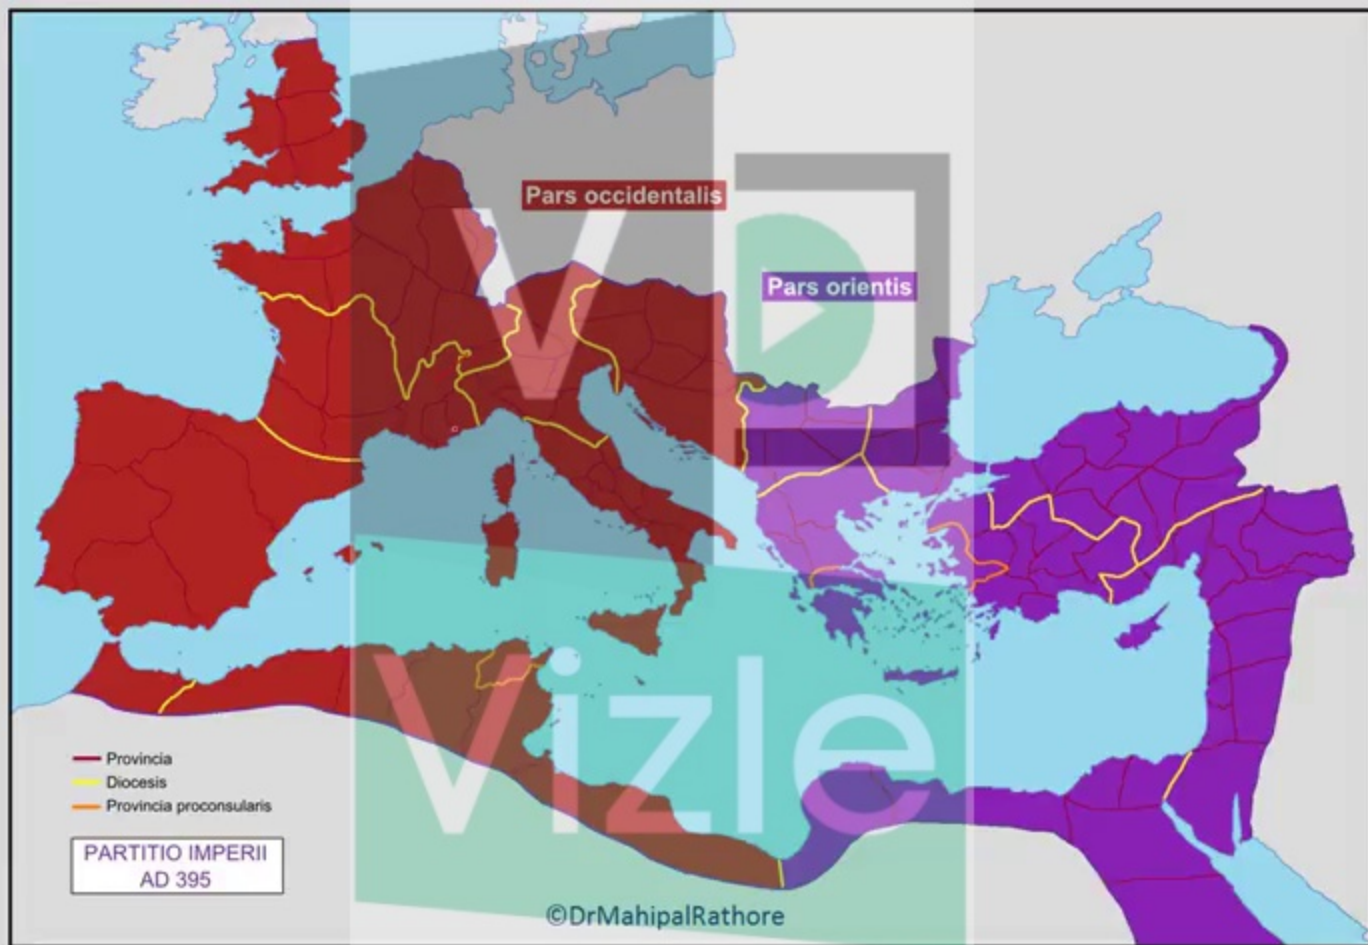 Pars occidentalis
Pars orientis
Vizle
Provincia
Diocesis
Provincia proconsularis
PARTITIO IMPERII
AD 395
©DrMahipalRathore